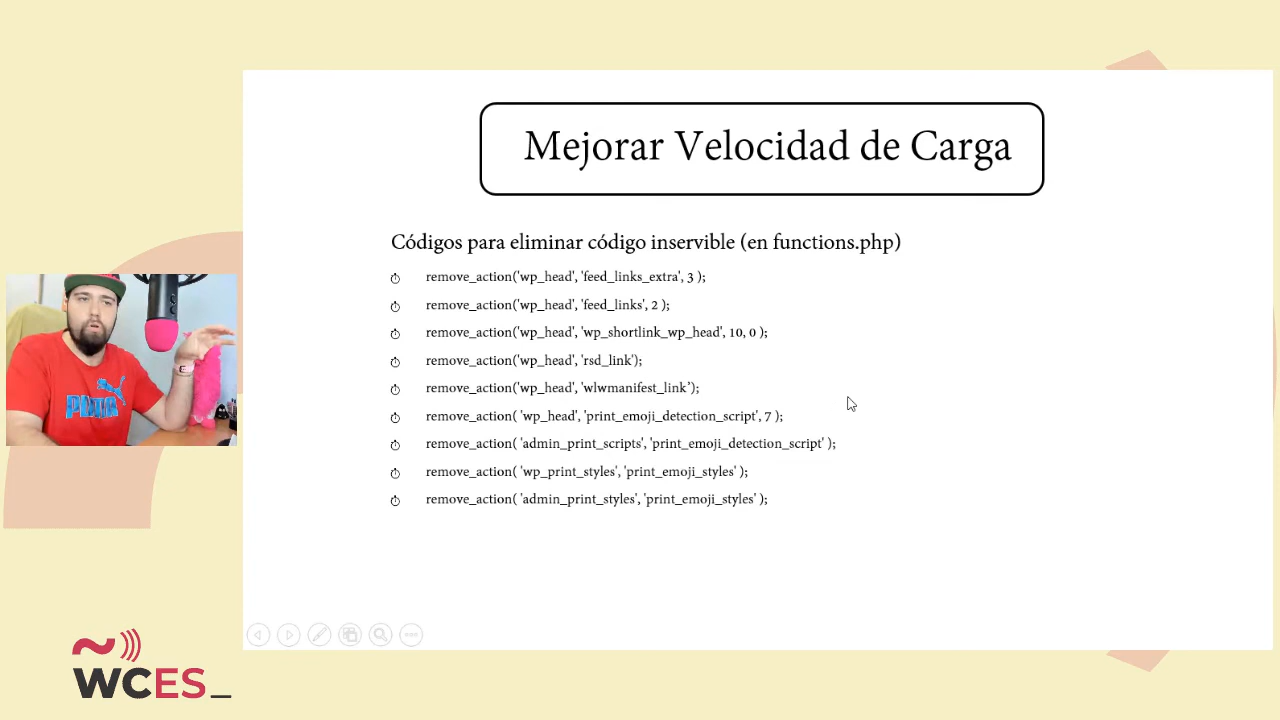 Mejorar Velocidad de Carga
Códigos para eliminar código inservible (en functions.php)
remove_action('wp_head', 'feed_links_extra', 3 );
remove_action('wp_head', 'feed_links', 2 );
remove_action('wp_head', 'wp_shortlink_wp_head', 10, 0 );
remove_action('wp_head', 'rsd_link');
remove_action('wp_head', 'wlwmanifest_link’);
remove_action( 'wp_head', 'print_emoji_detection_script', 7 );
remove_action( 'admin_print_scripts', 'print_emoji_detection_script' );
remove_action( 'wp_print_styles', 'print_emoji_styles' );
remove_action( 'admin_print_styles', 'print_emoji_styles' );
PUMA
WCES_